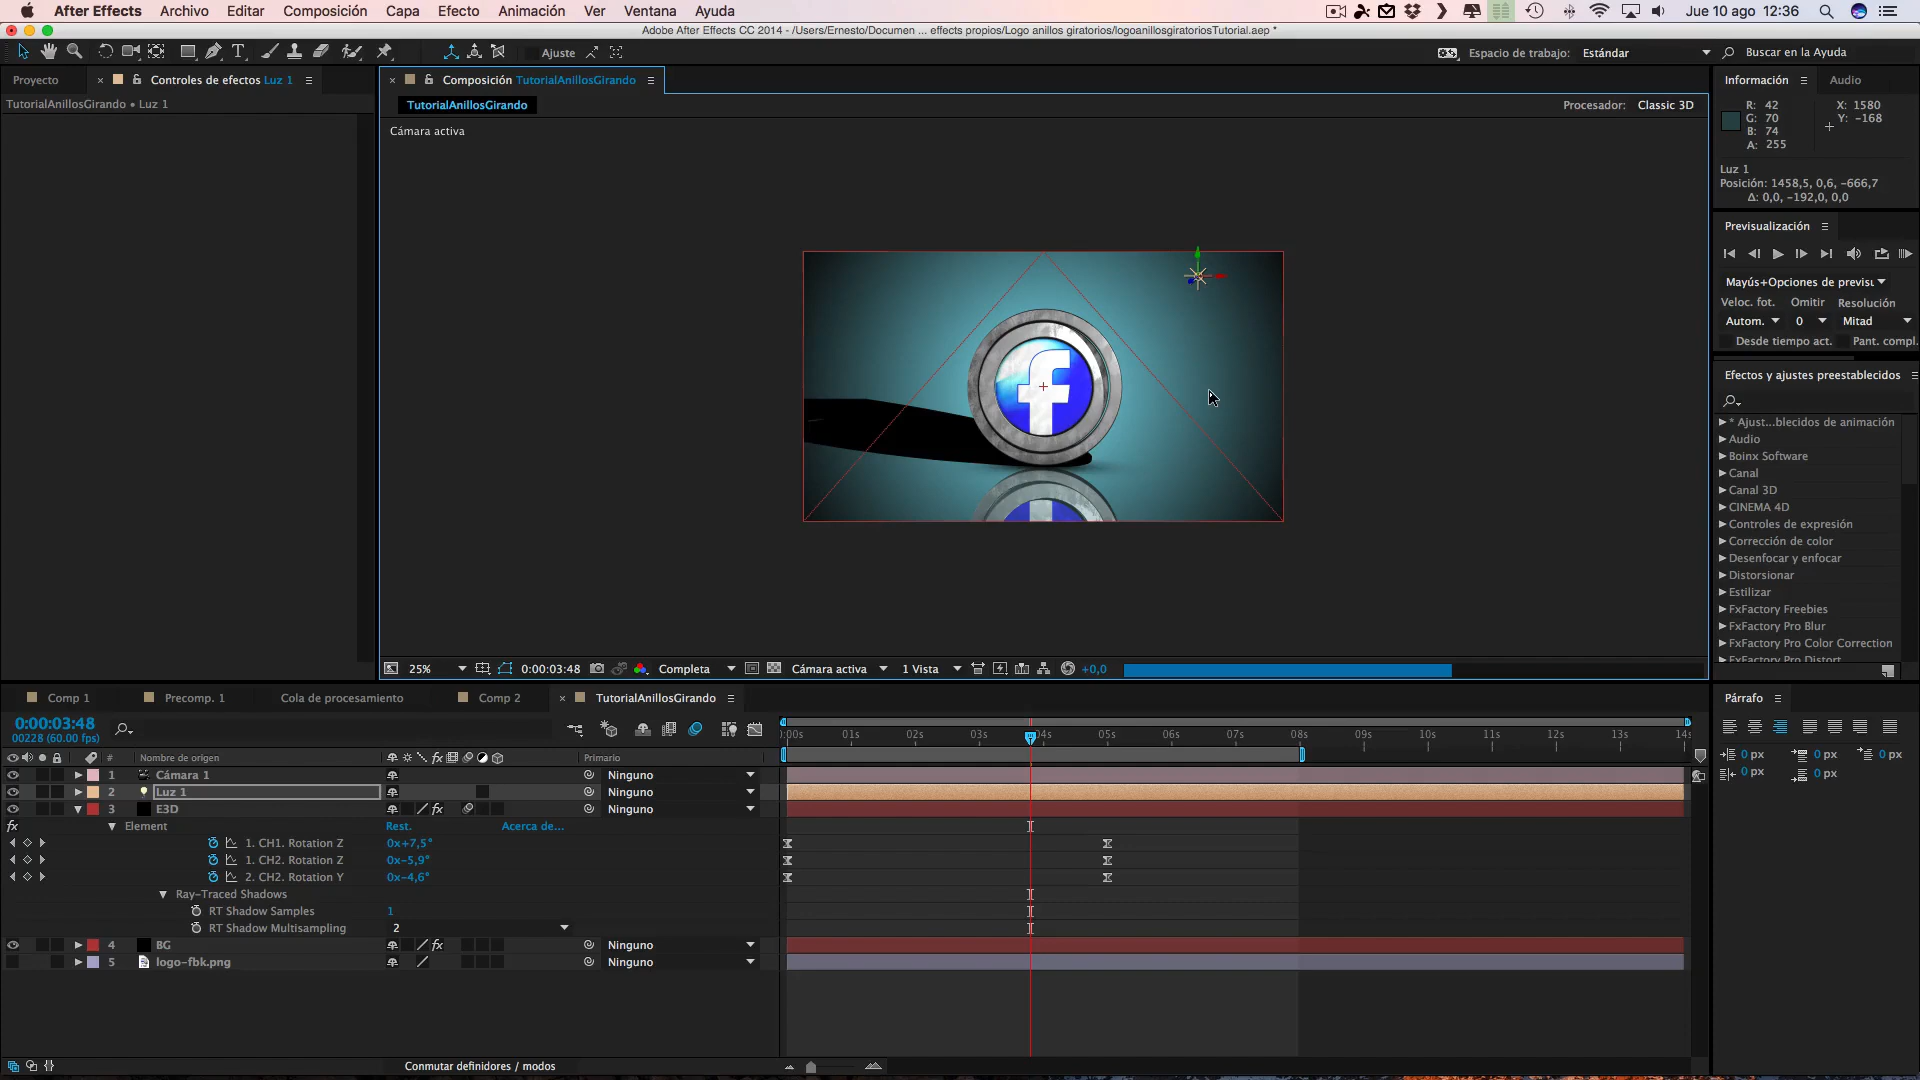 After Effects Archivo Editar Composición Capa Efecto Animación Ver Ventana Ayuda Jue 10 ago 12:36
Adobe After Effects CC 2014 - /Users/Ernesto/Documen ... effects propios/Logo anillos giratorios/logoanillosgiratoriosTutorial.aep *
Ajuste Espacio de trabajo: Estándar Buscar en la Ayuda
Proyecto Controles de efectos Luz 1 Composición TutorialAnillosGirando Información Audio
TutorialAnillosGirando • Luz 1
TutorialAnillosGirando Procesador: Classic 3D
Cámara activa
R: 42 X: 1580
G: 70 Y: -168
B: 74
A: 255
Luz 1
Posición: 1458,5, 0,6, -666,7
Δ: 0,0, -192,0, 0,0
Previsualización
Mayús+Opciones de previsu
Veloc. fot. Omitir Resolución
Autom. 0 Mitad
Desde tiempo act. Pant. compl.
Efectos y ajustes preestablecidos
* Ajust...blecidos de animación
Audio
Boinx Software
Canal
Canal 3D
CINEMA 4D
Controles de expresión
Corrección de color
Desenfocar y enfocar
Distorsionar
Estilizar
FxFactory Freebies
FxFactory Pro Blur
FxFactory Pro Color Correction
FxFactory Pro Distort
25% 0:00:03:48 Completa Cámara activa 1 Vista +0,0
Comp 1 Precomp. 1 Cola de procesamiento Comp 2 TutorialAnillosGirando Párrafo
0:00:03:48
00228 (60.00 fps)
:00s 01s 02s 03s 04s 05s 06s 07s 08s 09s 10s 11s 12s 13s 14s
# Nombre de origen Primario
1 Cámara 1 Ninguno
2 Luz 1 Ninguno
3 E3D Ninguno
fx Element Rest. Acerca de...
1. CH1. Rotation Z 0x+7,5°
1. CH2. Rotation Z 0x-5,9°
2. CH2. Rotation Y 0x-4,6°
Ray-Traced Shadows
RT Shadow Samples 1
RT Shadow Multisampling 2
4 BG fx Ninguno
5 logo-fbk.png Ninguno
0 px 0 px 0 px
0 px 0 px
Conmutar definidores / modos